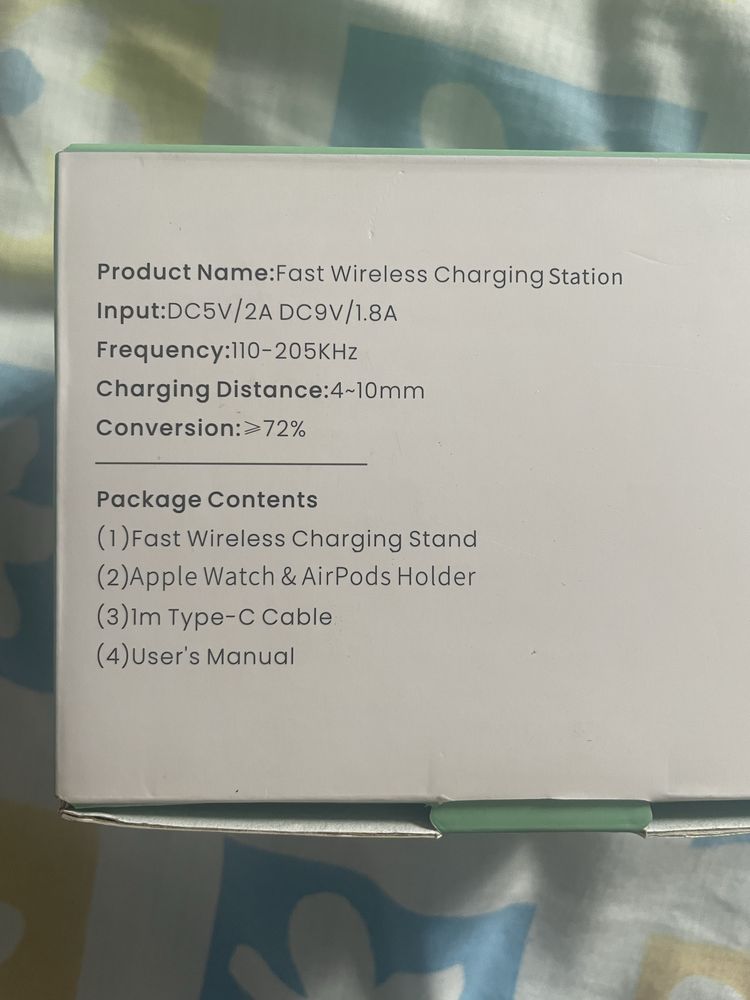 Product Name:Fast Wireless Charging Station
Input:DC5V/2A DC9V/1.8A
Frequency:110-205KHz
Charging Distance:4~10mm
Conversion:⩾72%
Package Contents
(1)Fast Wireless Charging Stand
(2)Apple Watch & AirPods Holder
(3)1m Type-C Cable
(4)User's Manual